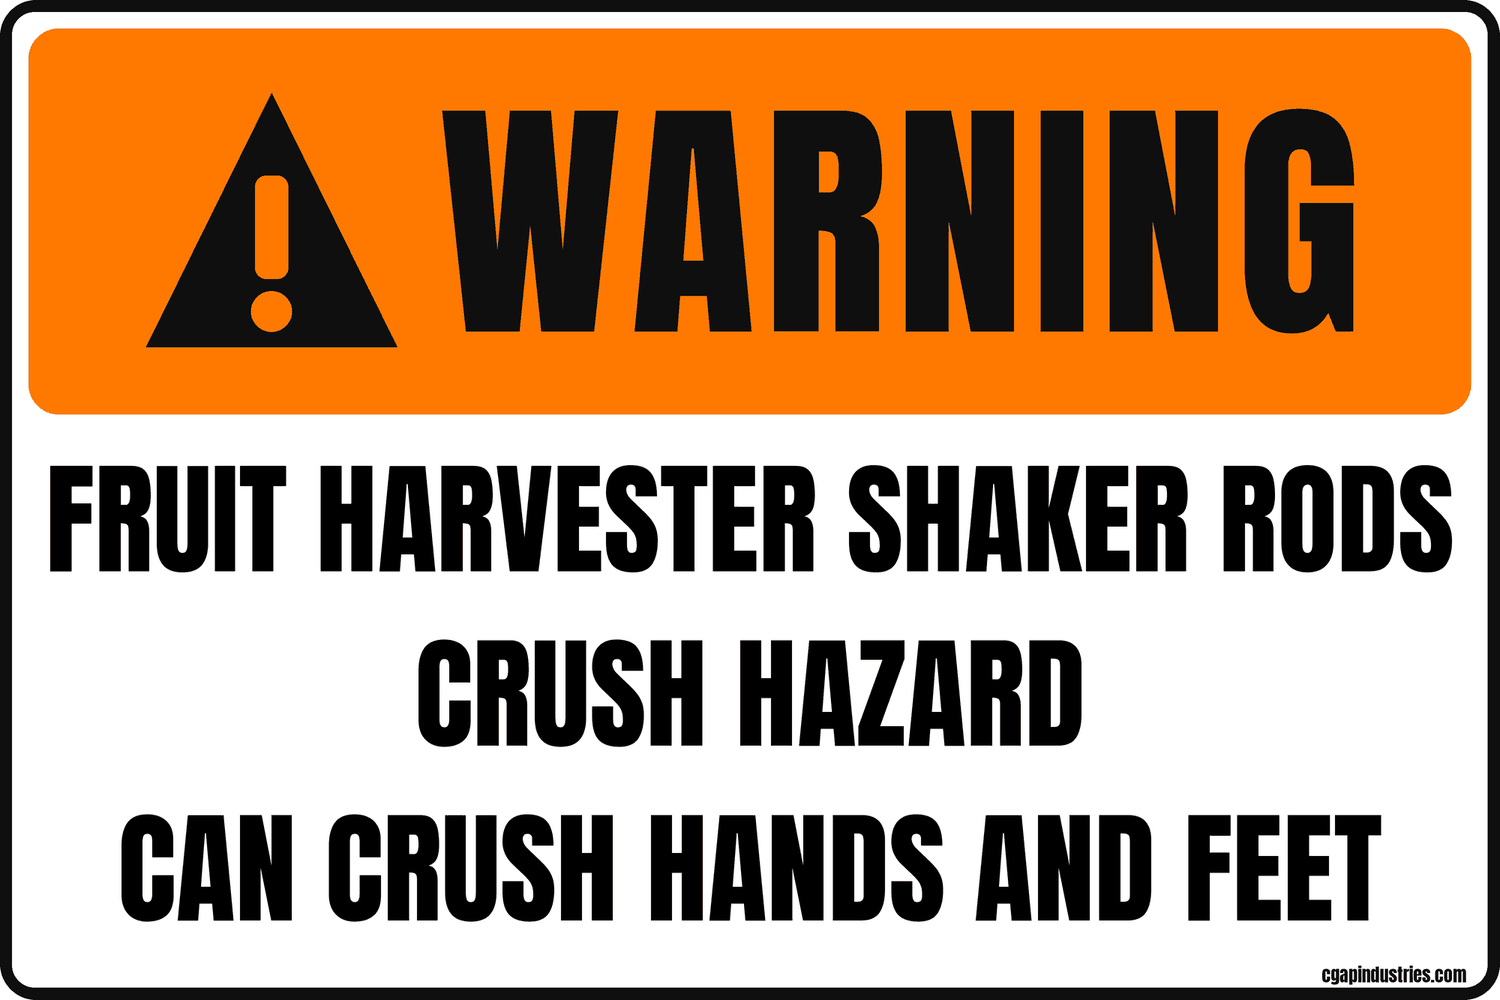 WARNING
FRUIT HARVESTER SHAKER RODS
CRUSH HAZARD
CAN CRUSH HANDS AND FEET
cgapindustries.com